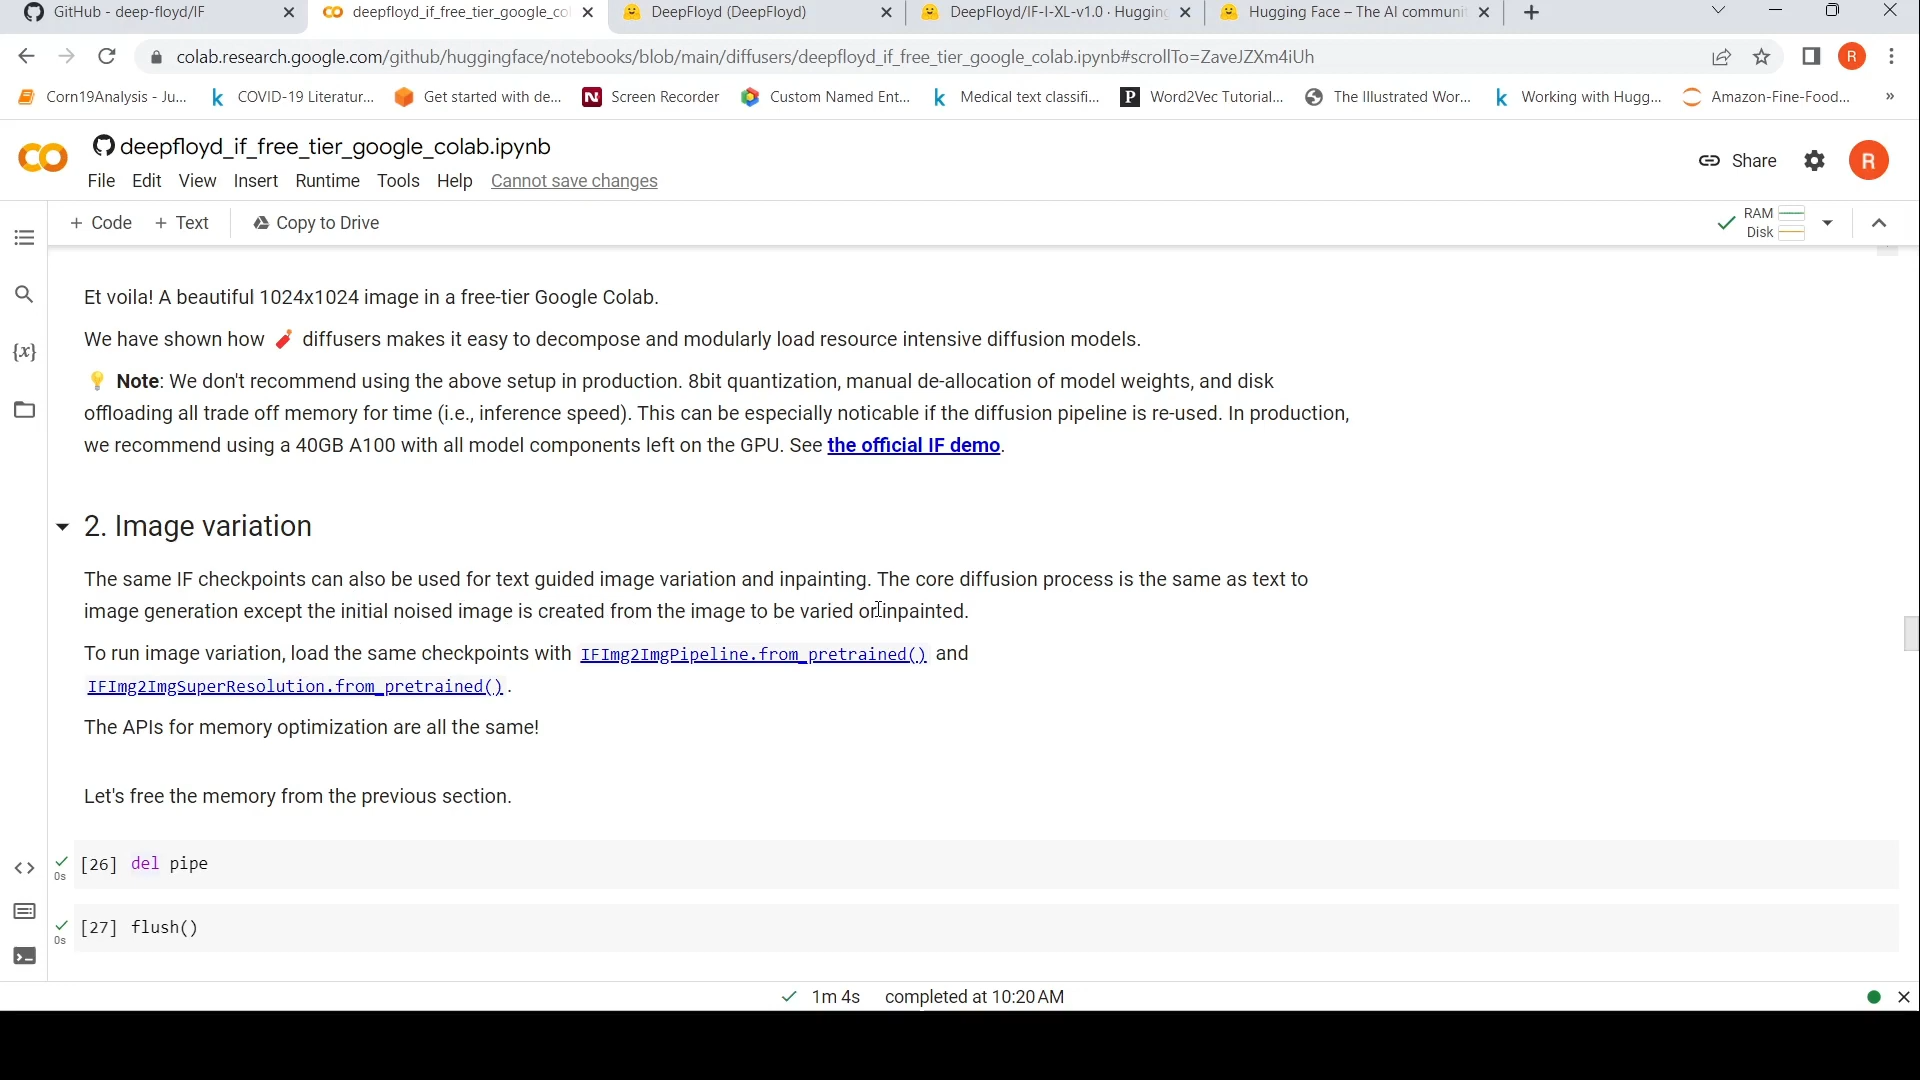 GitHub - deep-floyd/IF
deepfloyd_if_free_tier_google_co
DeepFloyd (DeepFloyd)
DeepFloyd/IF-I-XL-v1.0 · Hugging
Hugging Face – The AI communi
colab.research.google.com/github/huggingface/notebooks/blob/main/diffusers/deepfloyd_if_free_tier_google_colab.ipynb#scrollTo=ZaveJZXm4iUh
R
Corn19Analysis - Ju...
COVID-19 Literatur...
Get started with de...
Screen Recorder
Custom Named Ent...
Medical text classifi...
Word2Vec Tutorial...
The Illustrated Wor...
Working with Hugg...
Amazon-Fine-Food...
»
deepfloyd_if_free_tier_google_colab.ipynb
File Edit View Insert Runtime Tools Help Cannot save changes
Share
R
+ Code + Text Copy to Drive
RAM
Disk
{x}
Et voila! A beautiful 1024x1024 image in a free-tier Google Colab.
We have shown how 🧨 diffusers makes it easy to decompose and modularly load resource intensive diffusion models.
💡 Note: We don't recommend using the above setup in production. 8bit quantization, manual de-allocation of model weights, and disk
offloading all trade off memory for time (i.e., inference speed). This can be especially noticable if the diffusion pipeline is re-used. In production,
we recommend using a 40GB A100 with all model components left on the GPU. See the official IF demo.
2. Image variation
The same IF checkpoints can also be used for text guided image variation and inpainting. The core diffusion process is the same as text to
image generation except the initial noised image is created from the image to be varied or inpainted.
To run image variation, load the same checkpoints with IFImg2ImgPipeline.from_pretrained() and
IFImg2ImgSuperResolution.from_pretrained().
The APIs for memory optimization are all the same!
Let's free the memory from the previous section.
[26] del pipe
0s
[27] flush()
0s
1m 4s completed at 10:20 AM